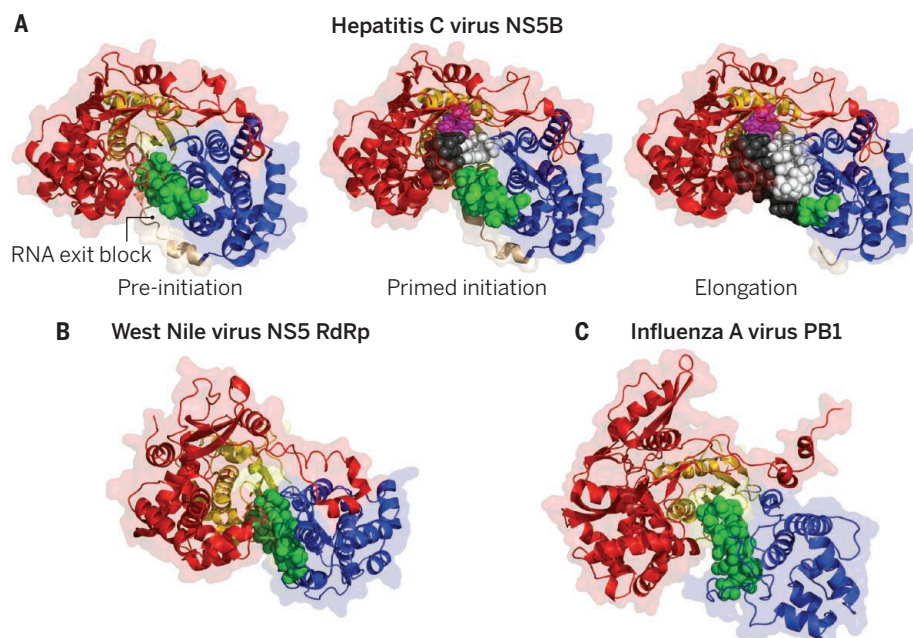 A
Hepatitis C virus NS5B
RNA exit block
Pre-initiation
Primed initiation
Elongation
B West Nile virus NS5 RdRp
C Influenza A virus PB1